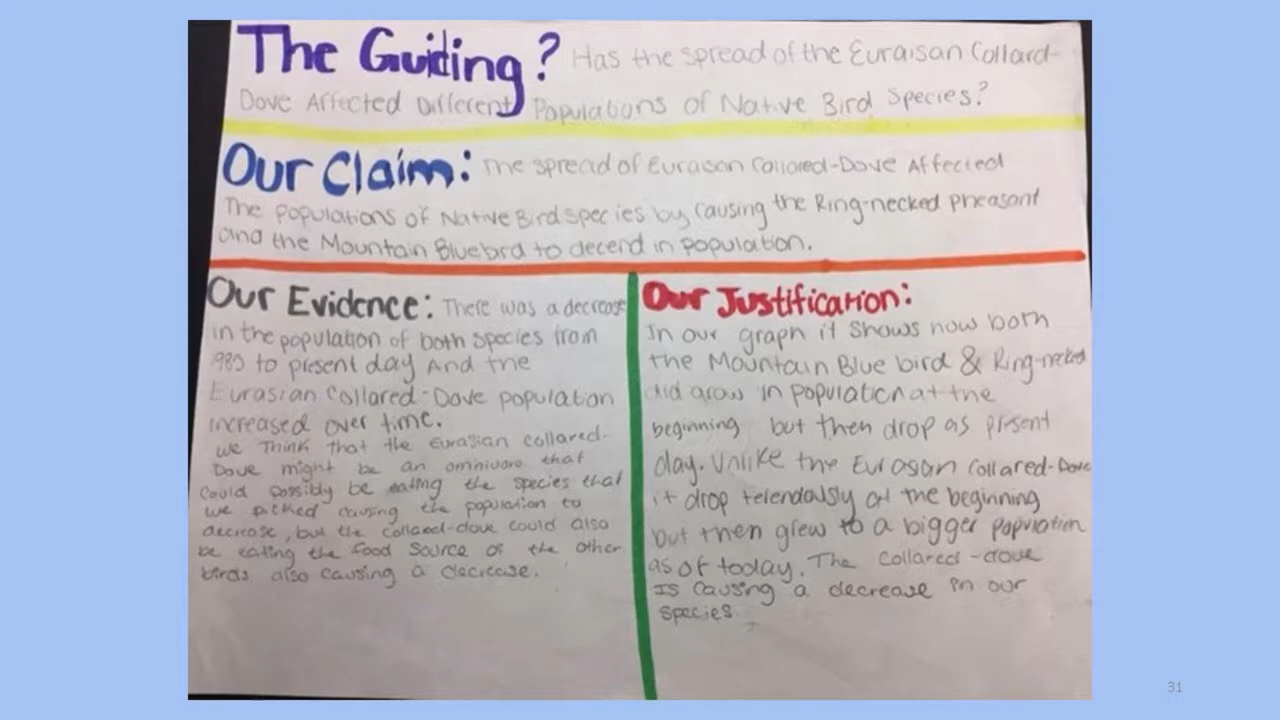 The Guiding? Has the spread of the Euraisan Collard-
Dove Affected Different Populations of Native Bird Species?
Our Claim: The spread of Eurasion Collared-Dove Affected
The populations of Native Bird species by causing the Ring-necked pheasant
and the Mountain Bluebird to decend in population.
Our Evidence: There was a decrease
in the population of both species from
1983 to present day And the
Eurasian Collared-Dove population
increased over time.
we think that the Eurasian collared-
Dove might be an omnivore that
could possibly be eating the species that
we picked causing the population to
decrease, but the collared-dove could also
be eating the food source of the other
birds also causing a decrease.
Our Justification:
In our graph it shows how both
the Mountain Blue bird & Ring-necked
did grow in population at the
beginning but then drop as present
day. Unlike the Eurasian Collared-Dove
it drop at the beginning
but then grew to a bigger population
as of today. The collared-dove
is causing a decrease in our
species
31